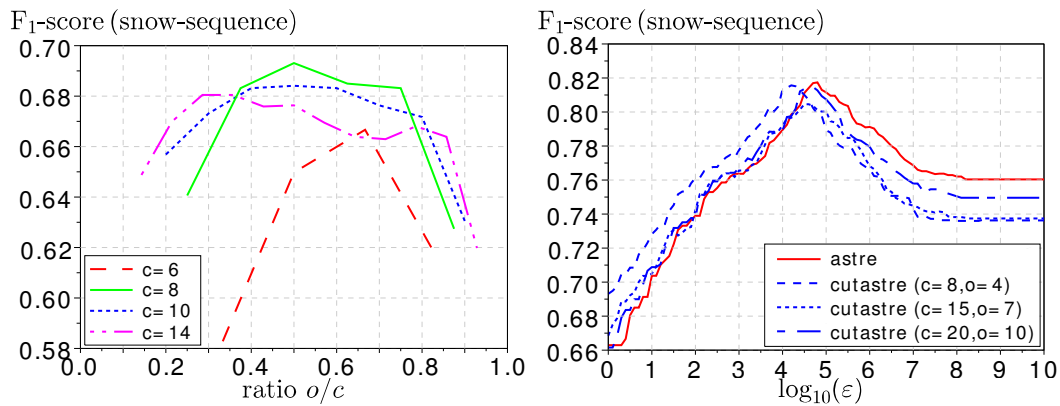 F₁-score (snow-sequence)
0.70
0.68
0.66
0.64
0.62
0.60
0.58
0.0 0.2 0.4 0.6 0.8 1.0
ratio o/c
c= 6
c= 8
c= 10
c= 14
F₁-score (snow-sequence)
0.84
0.82
0.80
0.78
0.76
0.74
0.72
0.70
0.68
0.66
0 1 2 3 4 5 6 7 8 9 10
log₁₀(ε)
astre
cutastre (c= 8,o= 4)
cutastre (c= 15,o= 7)
cutastre (c= 20,o= 10)